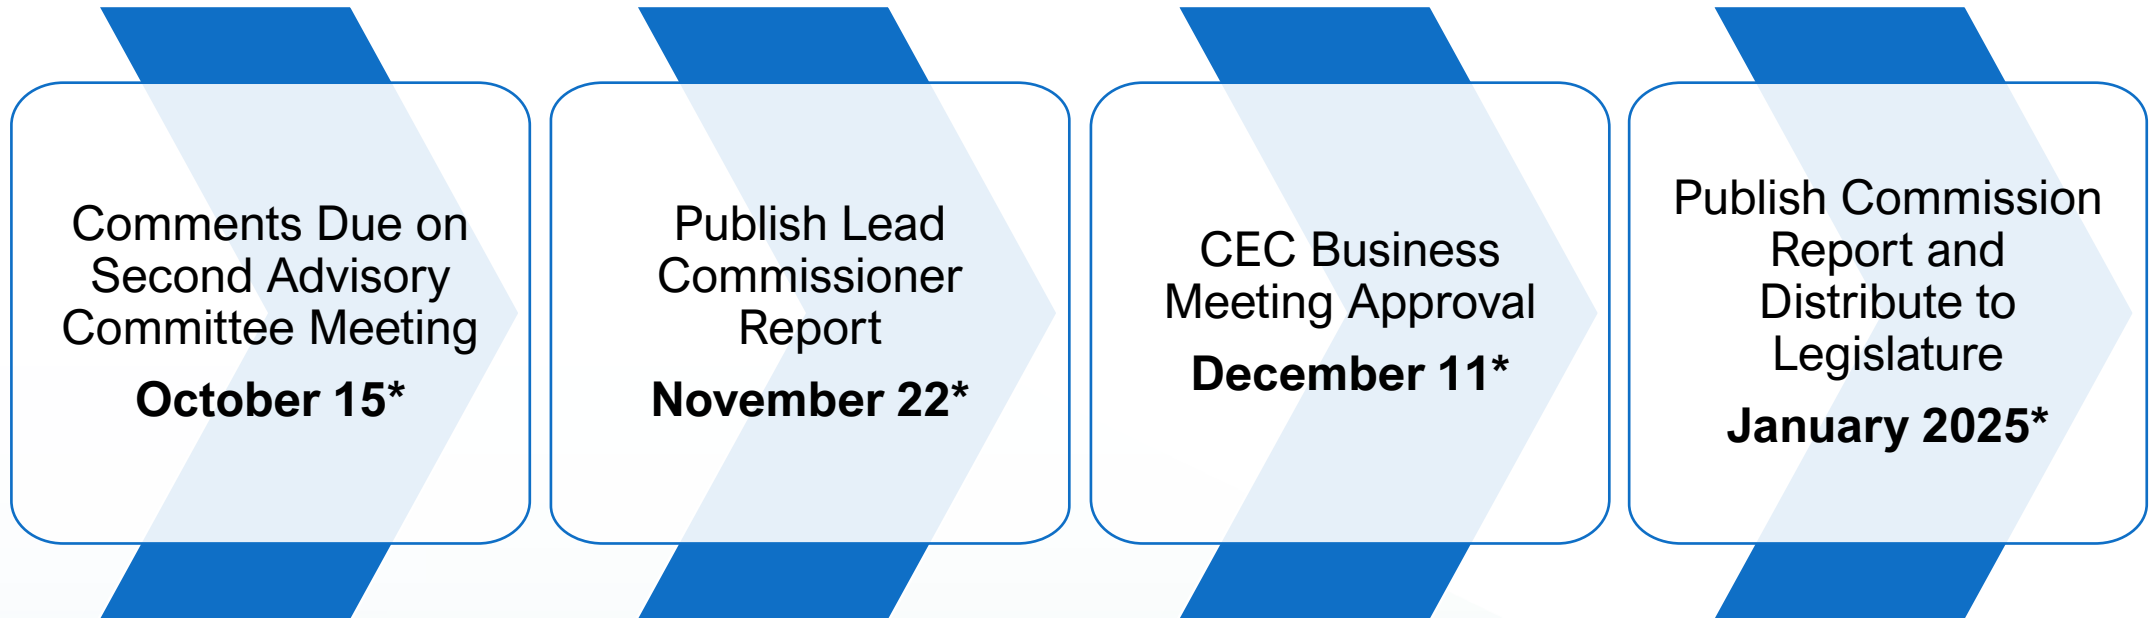 Comments Due on
Second Advisory
Committee Meeting
October 15*
Publish Lead
Commissioner
Report
November 22*
CEC Business
Meeting Approval
December 11*
Publish Commission
Report and
Distribute to
Legislature
January 2025*